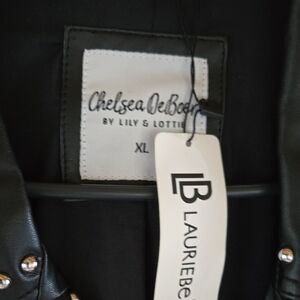 Chelsea DeBoer
BY LILY & LOTTIE
XL
LB
LAURIEBe